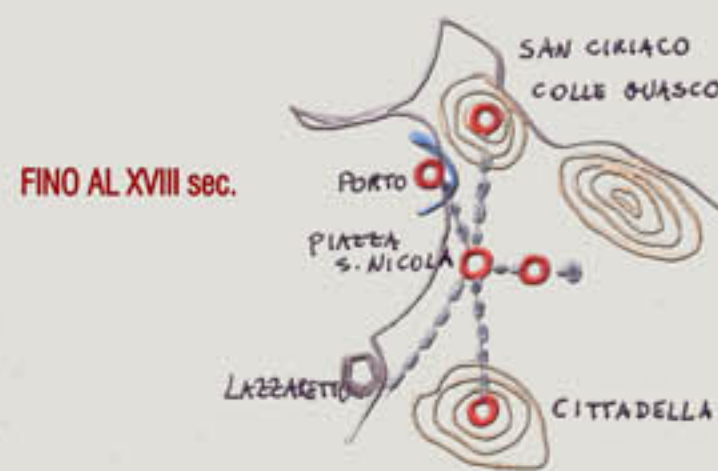 SAN CIRIACO
COLLE GUASCO
FINO AL XVIII sec.
PORTO
PIAZZA
S. NICOLA
LAZZARETTO
CITTADELLA